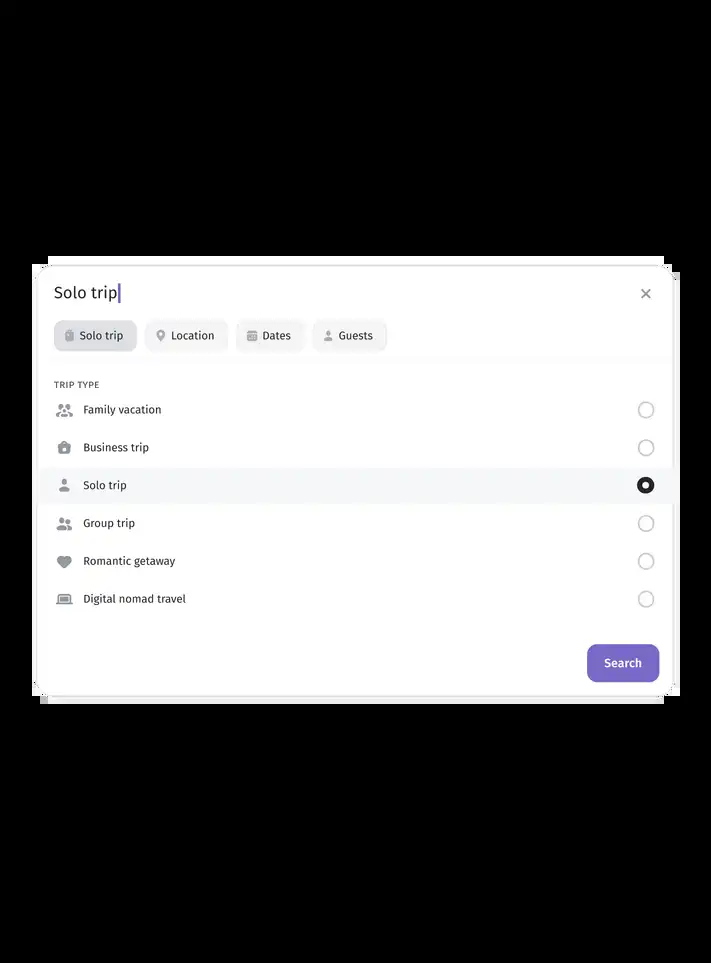 Solo trip
Solo trip Location Dates Guests
TRIP TYPE
Family vacation
Business trip
Solo trip
Group trip
Romantic getaway
Digital nomad travel
Search